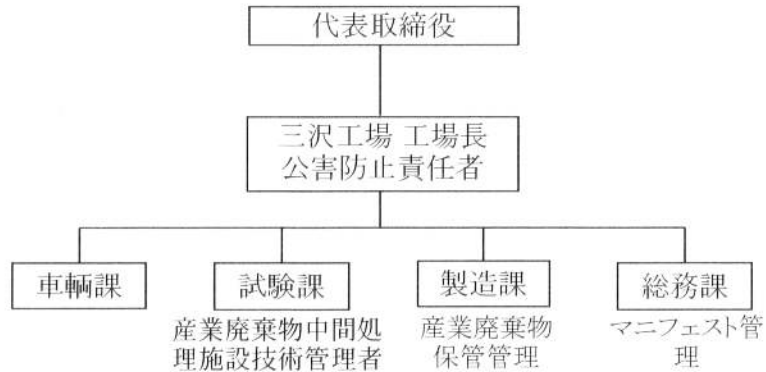 代表取締役
三沢工場 工場長
公害防止責任者
車輌課
試験課
製造課
総務課
産業廃棄物中間処
理施設技術管理者
産業廃棄物
保管管理
マニフェスト管
理